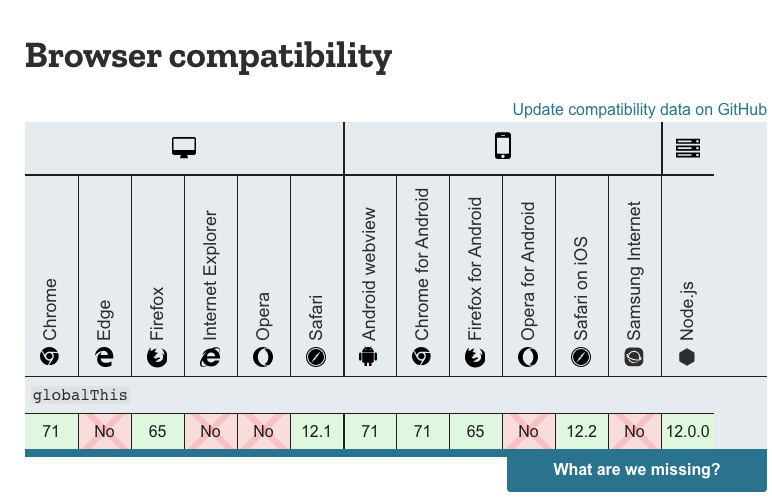 Browser compatibility
Update compatibility data on GitHub
Chrome
Edge
Firefox
Internet Explorer
Opera
Safari
Android webview
Chrome for Android
Firefox for Android
Opera for Android
Safari on iOS
Samsung Internet
Node.js
globalThis
71 No 65 No No 12.1 71 71 65 No 12.2 No 12.0.0
What are we missing?